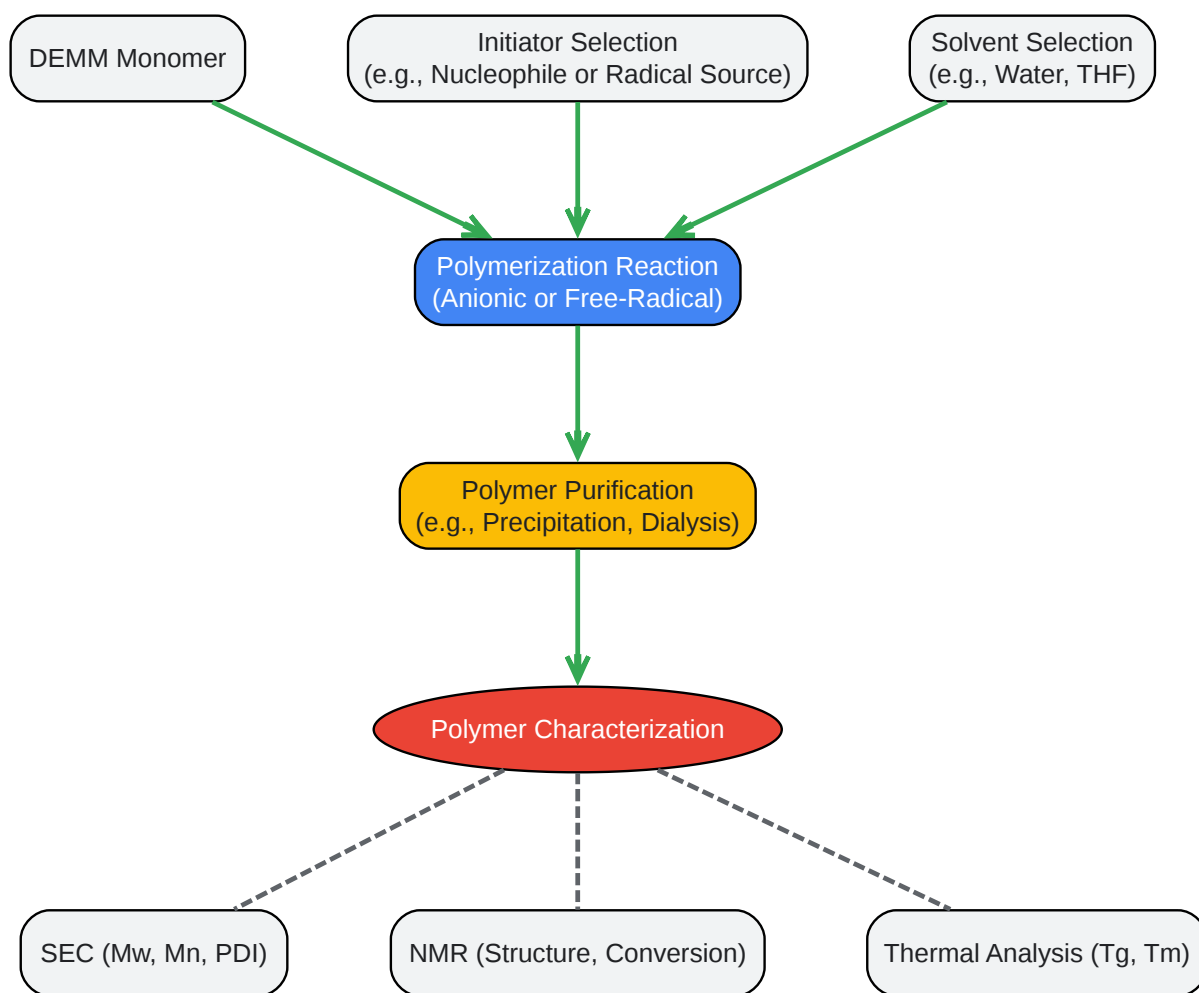 DEMM Monomer
Initiator Selection
(e.g., Nucleophile or Radical Source)
Solvent Selection
(e.g., Water, THF)
Polymerization Reaction
(Anionic or Free-Radical)
Polymer Purification
(e.g., Precipitation, Dialysis)
Polymer Characterization
SEC (Mw, Mn, PDI)
NMR (Structure, Conversion)
Thermal Analysis (Tg, Tm)